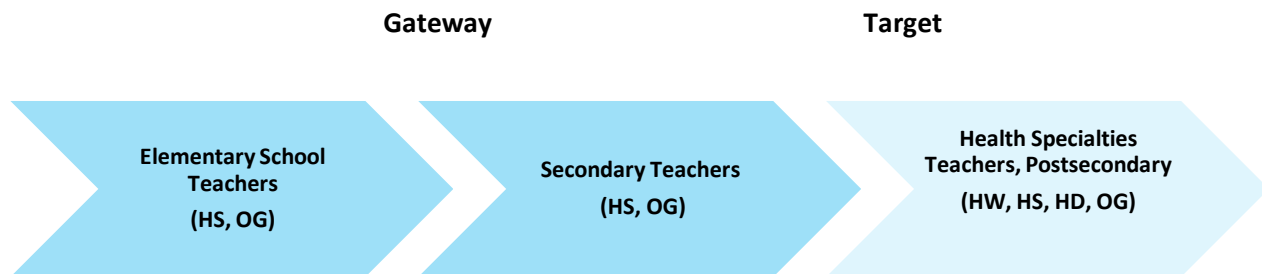 Gateway
Target
Elementary School
Teachers
(HS, OG)
Secondary Teachers
(HS, OG)
Health Specialties
Teachers, Postsecondary
(HW, HS, HD, OG)